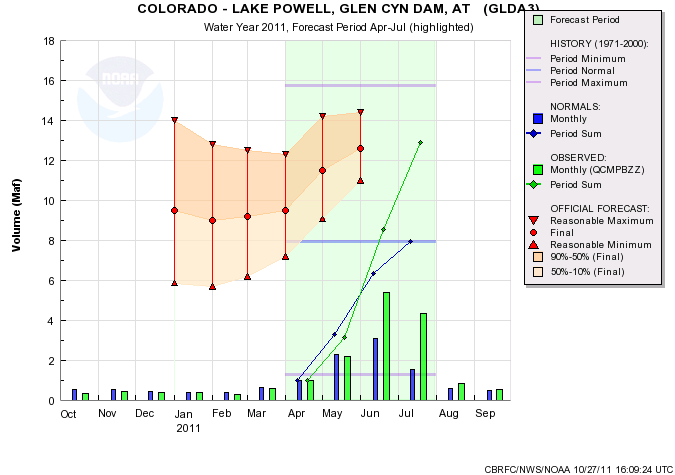 COLORADO - LAKE POWELL, GLEN CYN DAM, AT (GLDA3)
Water Year 2011, Forecast Period Apr-Jul (highlighted)
Volume (Maf)
18
16
14
12
10
8
6
4
2
0
NOAA
Oct Nov Dec Jan Feb Mar Apr May Jun Jul Aug Sep
2011
Forecast Period
HISTORY (1971-2000):
Period Minimum
Period Normal
Period Maximum
NORMALS:
Monthly
Period Sum
OBSERVED:
Monthly (QCMPBZZ)
Period Sum
OFFICIAL FORECAST:
Reasonable Maximum
Final
Reasonable Minimum
90%-50% (Final)
50%-10% (Final)
CBRFC/NWS/NOAA 10/27/11 16:09:24 UTC